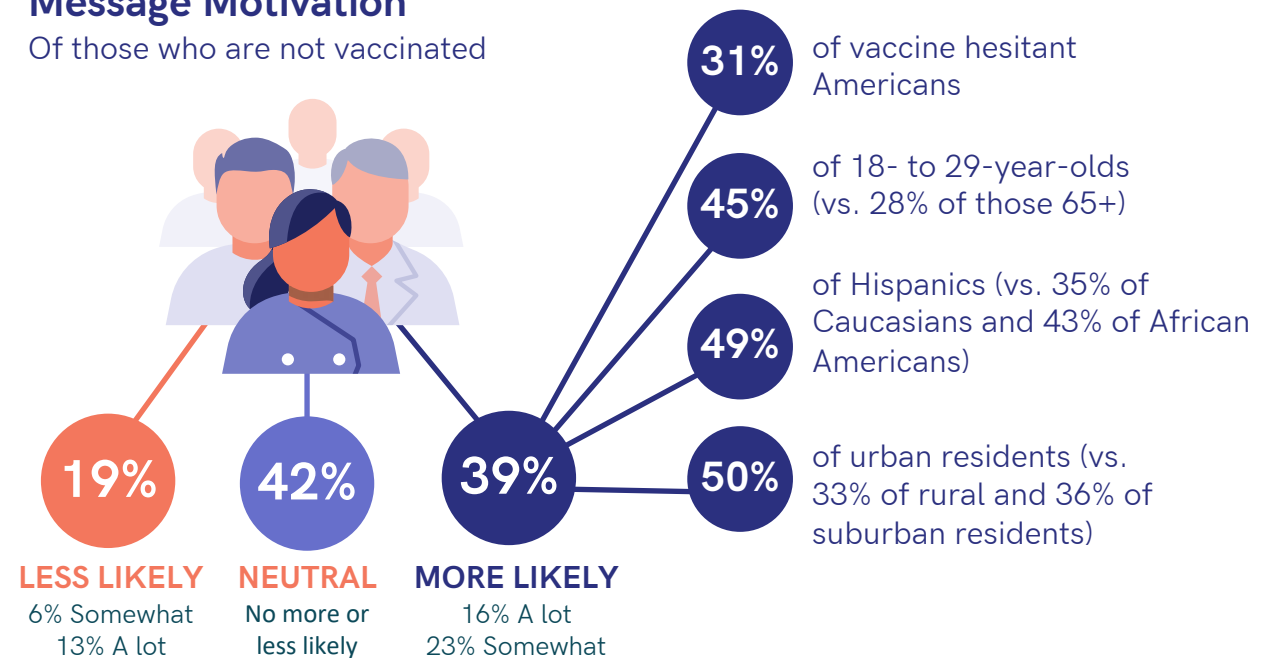 Message Motivation
Of those who are not vaccinated
19%
LESS LIKELY
6% Somewhat
13% A lot
42%
NEUTRAL
No more or
less likely
39%
MORE LIKELY
16% A lot
23% Somewhat
31%
of vaccine hesitant
Americans
45%
of 18- to 29-year-olds
(vs. 28% of those 65+)
49%
of Hispanics (vs. 35% of
Caucasians and 43% of African
Americans)
50%
of urban residents (vs.
33% of rural and 36% of
suburban residents)